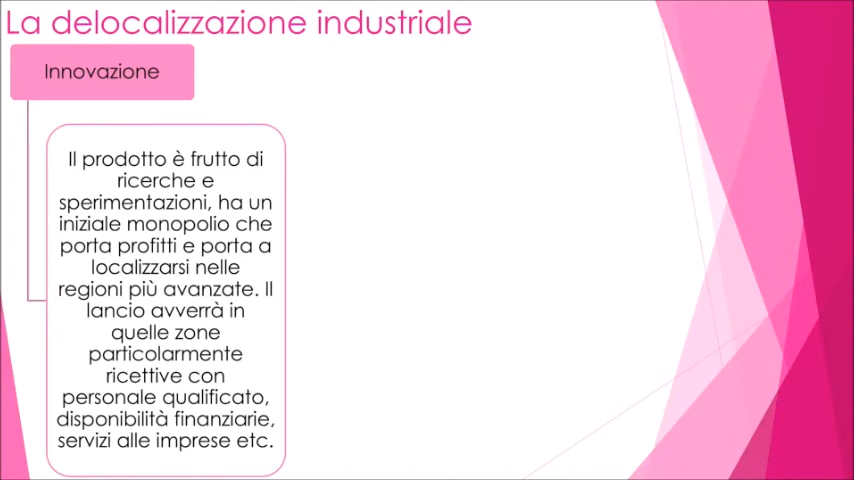 La delocalizzazione industriale
Innovazione
Il prodotto è frutto di
ricerche e
sperimentazioni, ha un
iniziale monopolio che
porta profitti e porta a
localizzarsi nelle
regioni più avanzate. Il
lancio avverrà in
quelle zone
particolarmente
ricettive con
personale qualificato,
disponibilità finanziarie,
servizi alle imprese etc.